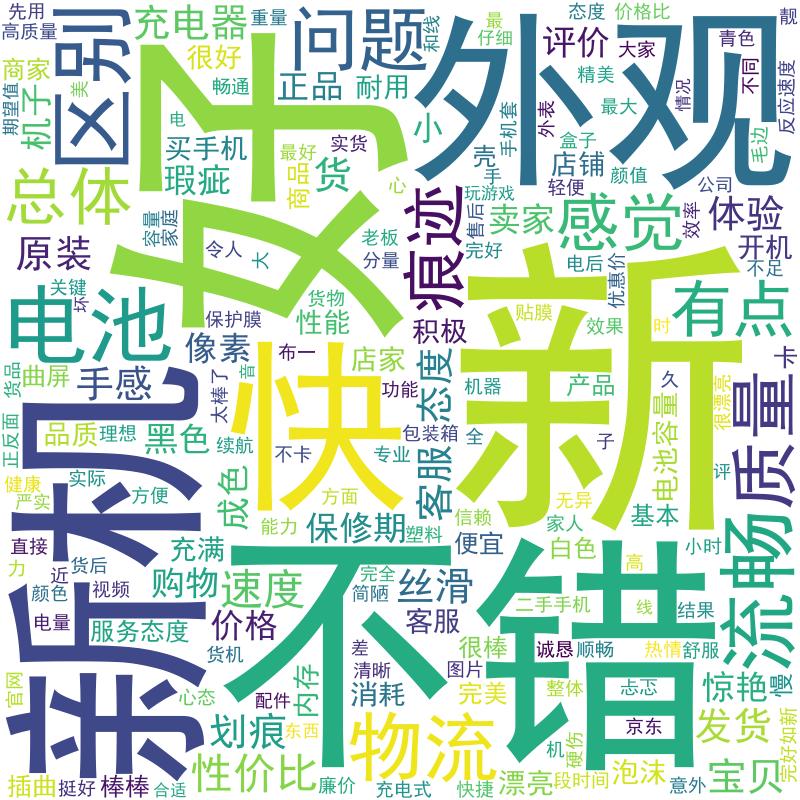 先用
高质量
充电器
重量
和线
最
仔细
态度
价格比
靓
问题
外观
评价
大家
青色
不同
商家
区别
好
很好
畅通
正品
耐用
精美
情况
反应速度
期望值
机子
美
电
小
手机套
外表
最大
毛边
买手机
最好
实货
盒子
壳
手
店铺
颜值
总体
瑕疵
商品
货
心
玩游戏
轻便
公司
容量
家庭
女子
痕迹
售后
卖家
感觉
效率
体验
原装
令人
大
老板
分量
完好
电后
优惠价
开机
不足
关键
坏
货物
保护膜
性能
积极
新
贴膜
效果
时
有点
电池
像素
布一
店家
态度
机器
产品
久
很漂亮
卡
货品
曲屏
手感
音
太棒了
功能
快
正反面
品质
理想
黑色
续航
不卡
专业
包装箱
全
子
电池容量
质量
评
健康
严实
实际
方便
成色
方面
客服
信赖
无异
家人
基本
新机
能力
保修期
塑料
便宜
白色
小时
直接
力
近
货后
视频
充满
不错
完全
简陋
丝滑
高
流畅
颜色
购物
速度
二手手机
线
结果
电量
服务态度
价格
客服
货机
差
清晰
图片
很棒
诚恳
顺畅
热情
舒服
官网
心态
配件
内存
消耗
完美
整体
忐忑
惊艳
慢
划痕
东西
物流
机
硬伤
京东
发货
完好如新
插曲
挺好
棒棒
合适
性价比
廉价
充电式
快捷
漂亮
段时间
泡沫
意外
宝贝